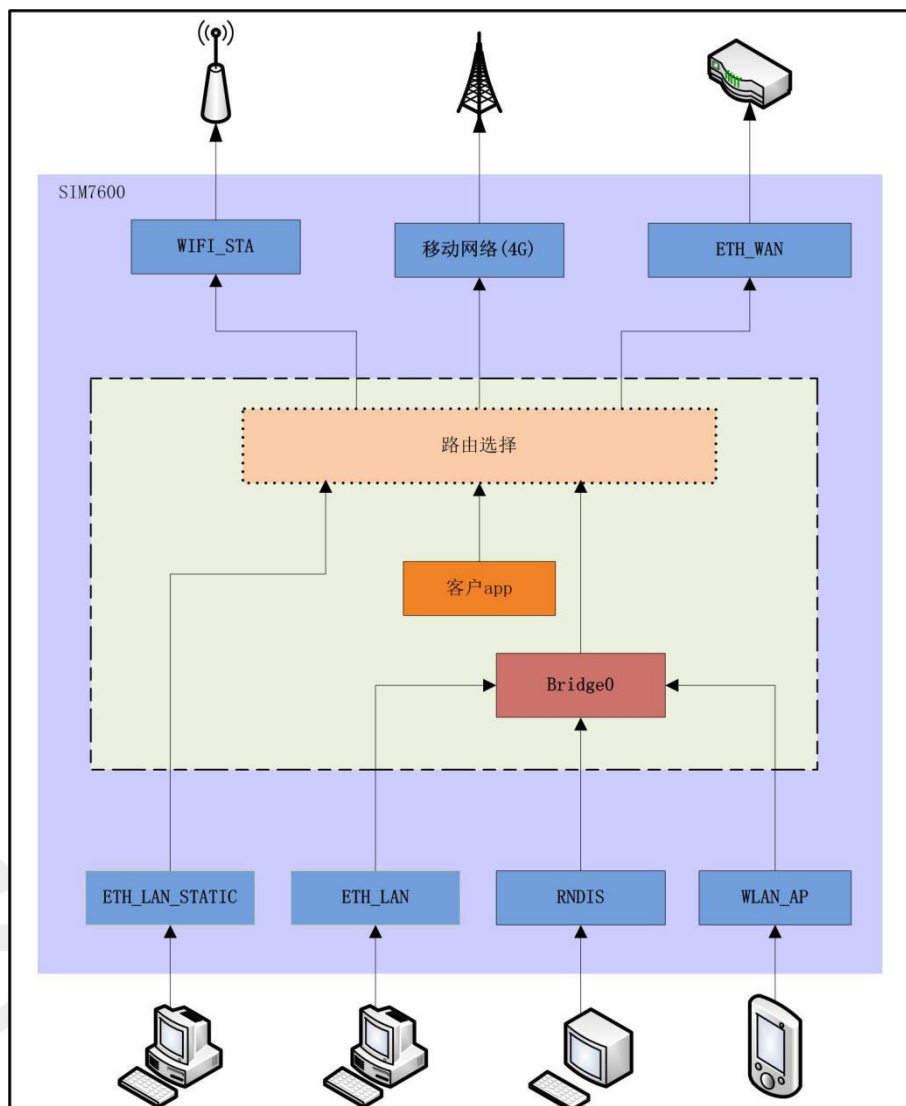 SIM7600
WIFI_STA
移动网络(4G)
ETH_WAN
路由选择
客户app
Bridge0
ETH_LAN_STATIC
ETH_LAN
RNDIS
WLAN_AP